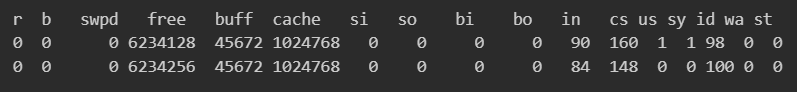 r  b   swpd   free   buff  cache   si   so    bi    bo   in   cs us sy id wa st
0  0      0 6234128  45672 1024768   0    0     0     0   90  160  1  1 98  0  0
0  0      0 6234256  45672 1024768   0    0     0     0   84  148  0  0 100 0  0